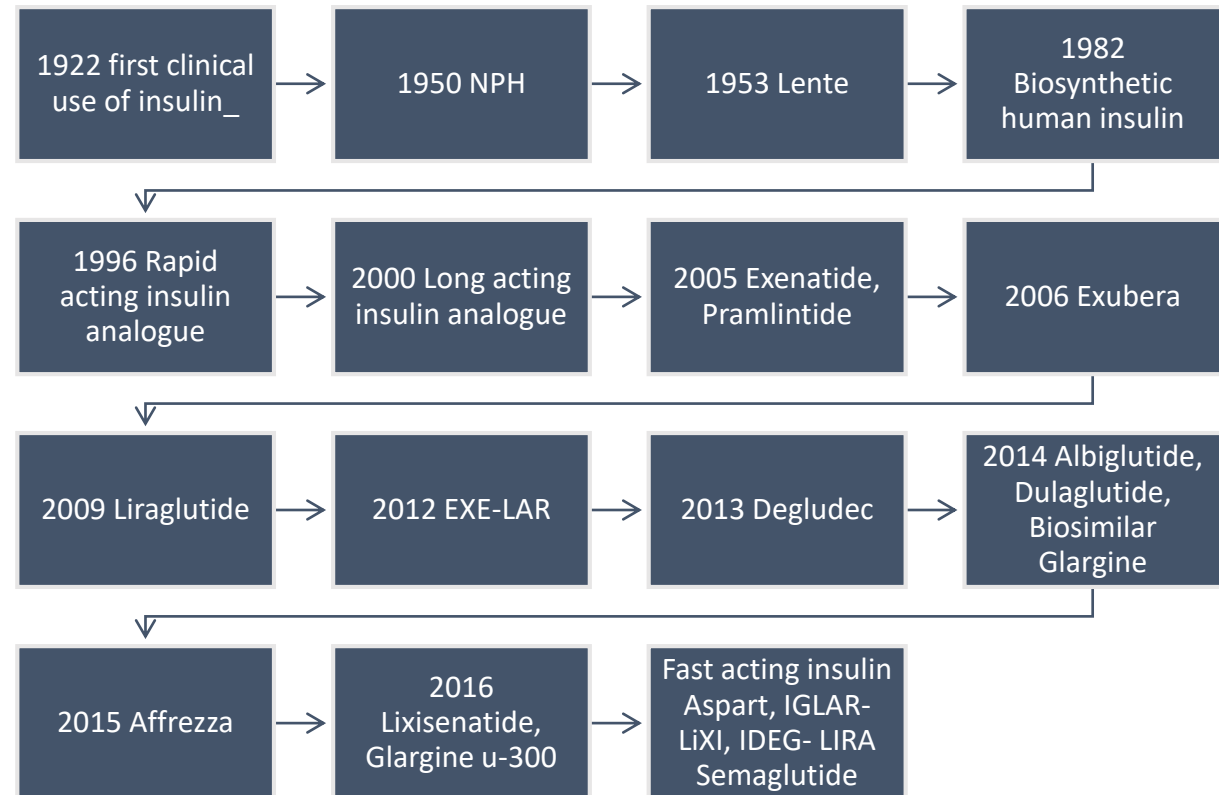 1922 first clinical
use of insulin_
1950 NPH
1953 Lente
1982
Biosynthetic
human insulin
1996 Rapid
acting insulin
analogue
2000 Long acting
insulin analogue
2005 Exenatide,
Pramlintide
2006 Exubera
2009 Liraglutide
2012 EXE-LAR
2013 Degludec
2014 Albiglutide,
Dulaglutide,
Biosimilar
Glargine
2015 Affrezza
2016
Lixisenatide,
Glargine u-300
Fast acting insulin
Aspart, IGLAR-
LiXI, IDEG- LIRA
Semaglutide